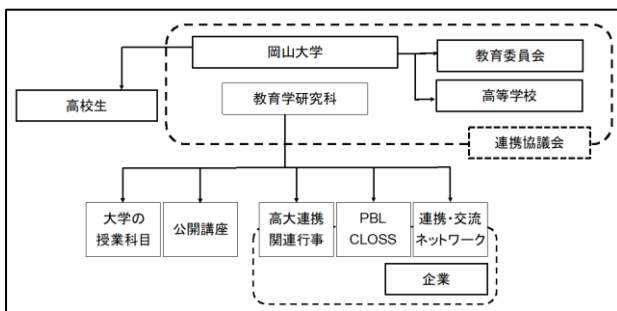 岡山大学
教育委員会
教育学研究科
高等学校
高校生
連携協議会
大学の
授業科目
公開講座
高大連携
関連行事
PBL
CLOSS
連携・交流
ネットワーク
企業